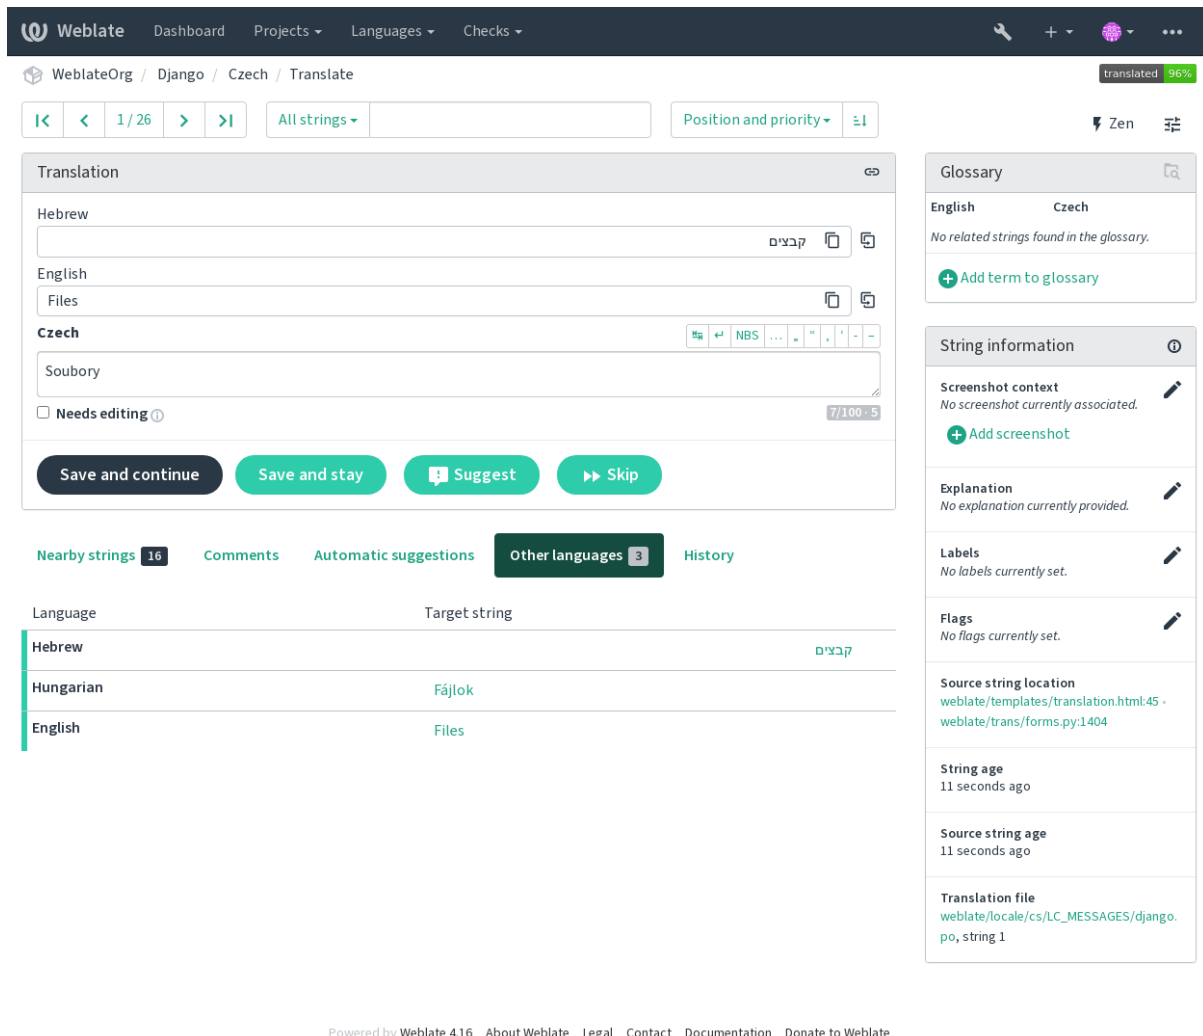 Weblate Dashboard Projects Languages Checks
WeblateOrg / Django / Czech / Translate translated 96%
1 / 26 All strings Position and priority Zen
Translation
Hebrew
קבצים
English
Files
Czech NBS … „ “ ‚ ‘ - –
Soubory
Needs editing 7/100 · 5
Save and continue Save and stay Suggest Skip
Nearby strings 16 Comments Automatic suggestions Other languages 3 History
Language Target string
Hebrew קבצים
Hungarian Fájlok
English Files
Glossary
English Czech
No related strings found in the glossary.
Add term to glossary
String information
Screenshot context
No screenshot currently associated.
Add screenshot
Explanation
No explanation currently provided.
Labels
No labels currently set.
Flags
No flags currently set.
Source string location
weblate/templates/translation.html:45 •
weblate/trans/forms.py:1404
String age
11 seconds ago
Source string age
11 seconds ago
Translation file
weblate/locale/cs/LC_MESSAGES/django.
po, string 1
Powered by Weblate 4.16 About Weblate Legal Contact Documentation Donate to Weblate